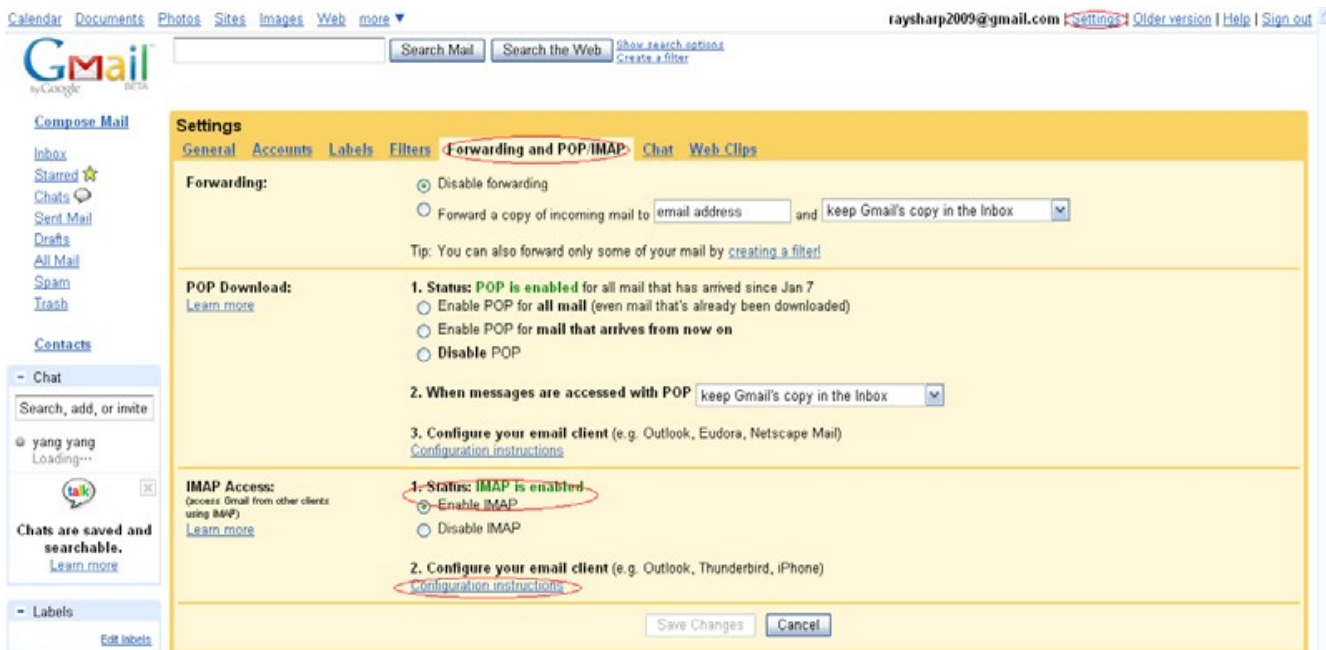 Calendar Documents Photos Sites Images Web more ▼
raysharp2009@gmail.com | Settings | Older version | Help | Sign out
Gmail
by Google BETA
Search Mail Search the Web Show search options
Create a filter
Compose Mail
Inbox
Starred
Chats
Sent Mail
Drafts
All Mail
Spam
Trash
Contacts
- Chat
Search, add, or invite
yang yang
Loading...
talk
Chats are saved and
searchable.
Learn more
- Labels
Edit labels
Settings
General Accounts Labels Filters Forwarding and POP/IMAP Chat Web Clips
Forwarding:
Disable forwarding
Forward a copy of incoming mail to email address and keep Gmail's copy in the Inbox
Tip: You can also forward only some of your mail by creating a filter!
POP Download:
Learn more
1. Status: POP is enabled for all mail that has arrived since Jan 7
Enable POP for all mail (even mail that's already been downloaded)
Enable POP for mail that arrives from now on
Disable POP
2. When messages are accessed with POP keep Gmail's copy in the Inbox
3. Configure your email client (e.g. Outlook, Eudora, Netscape Mail)
Configuration instructions
IMAP Access:
(access Gmail from other clients
using IMAP)
Learn more
1. Status: IMAP is enabled
Enable IMAP
Disable IMAP
2. Configure your email client (e.g. Outlook, Thunderbird, iPhone)
Configuration instructions
Save Changes Cancel